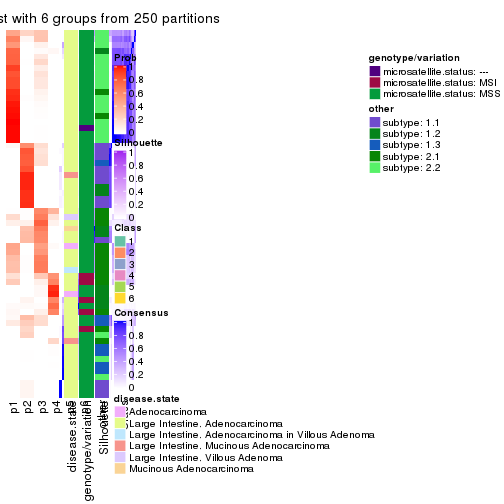 st with 6 groups from 250 partitions
Prob
1
0.8
0.6
0.4
0.2
0
Silhouette
1
0.8
0.6
0.4
0.2
0
Class
1
2
3
4
5
6
Consensus
1
0.8
0.6
0.4
0.2
0
disease.state
Adenocarcinoma
Large Intestine. Adenocarcinoma
Large Intestine. Adenocarcinoma in Villous Adenoma
Large Intestine. Mucinous Adenocarcinoma
Large Intestine. Villous Adenoma
Mucinous Adenocarcinoma
genotype/variation
microsatellite.status: ---
microsatellite.status: MSI
microsatellite.status: MSS
other
subtype: 1.1
subtype: 1.2
subtype: 1.3
subtype: 2.1
subtype: 2.2
p1
p2
p3
p4
disease.state
genotype/variation
Silhouette